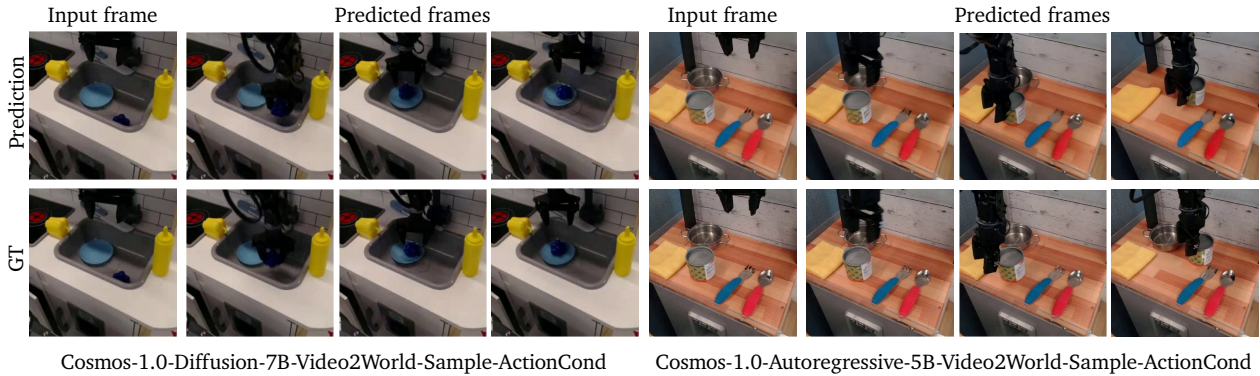 Input frame
Predicted frames
Input frame
Predicted frames
Prediction
GT
Cosmos-1.0-Diffusion-7B-Video2World-Sample-ActionCond
Cosmos-1.0-Autoregressive-5B-Video2World-Sample-ActionCond